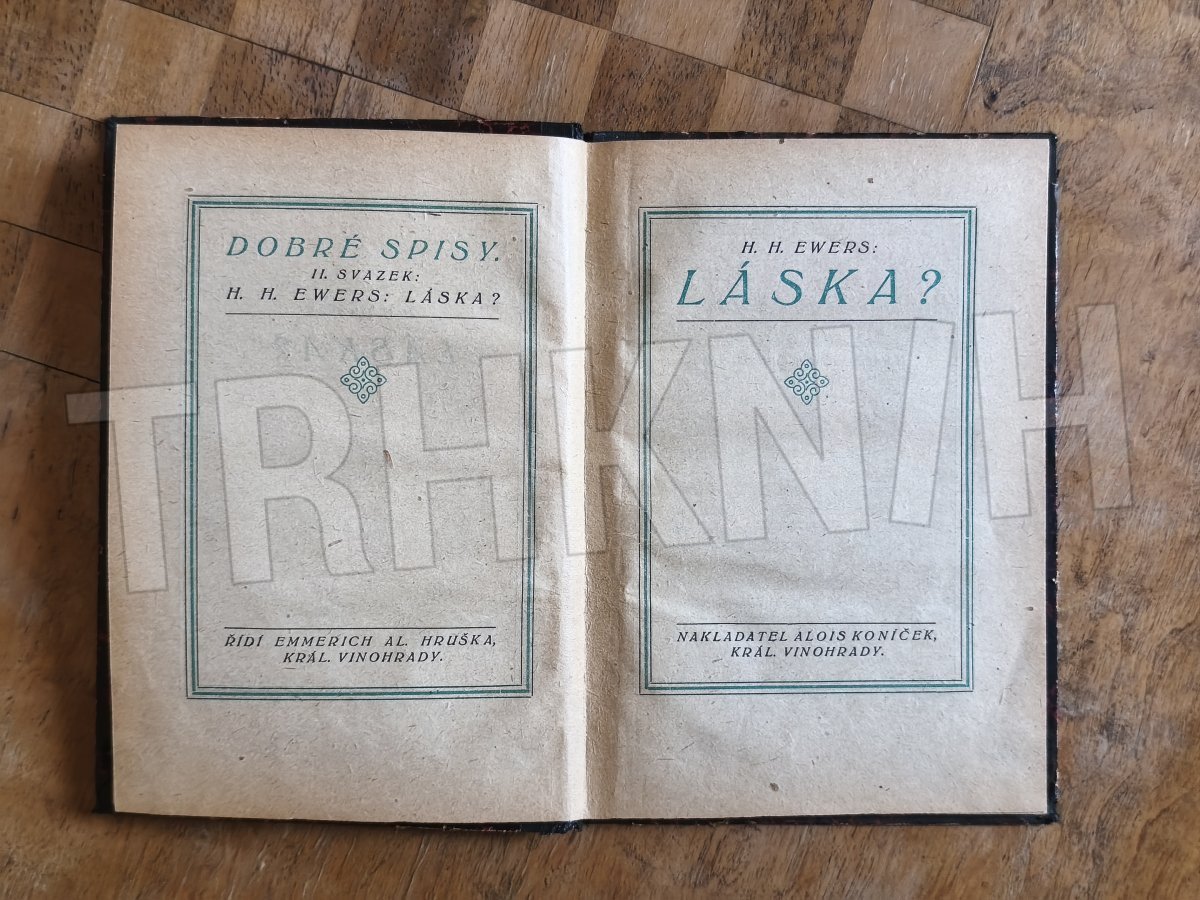 DOBRÉ SPISY.
II. SVAZEK:
H. H. EWERS: LÁSKA?
ŘÍDÍ EMMERICH AL. HRUŠKA,
KRÁL. VINOHRADY.
H. H. EWERS:
LÁSKA?
NAKLADATEL ALOIS KONÍČEK,
KRÁL. VINOHRADY.
TRHKNIH